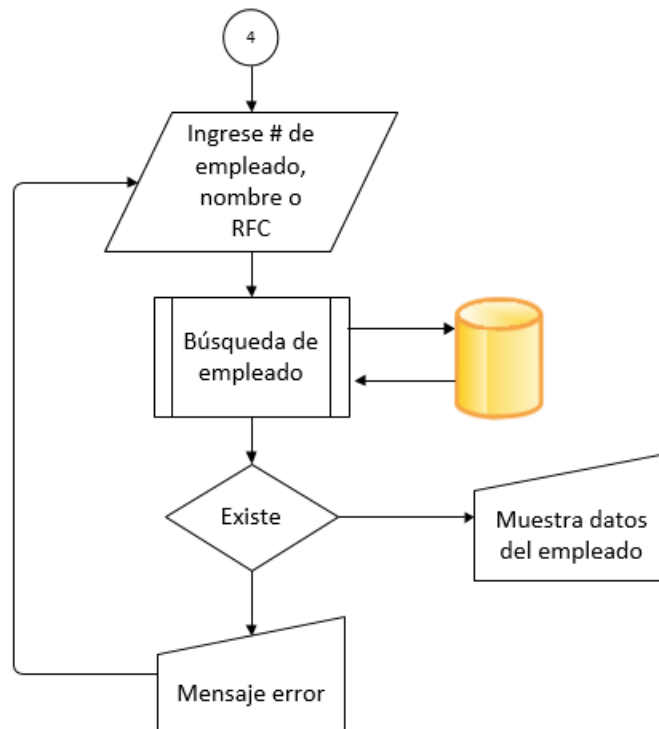 4
Ingrese # de
empleado,
nombre o
RFC
Búsqueda de
empleado
Existe
Muestra datos
del empleado
Mensaje error